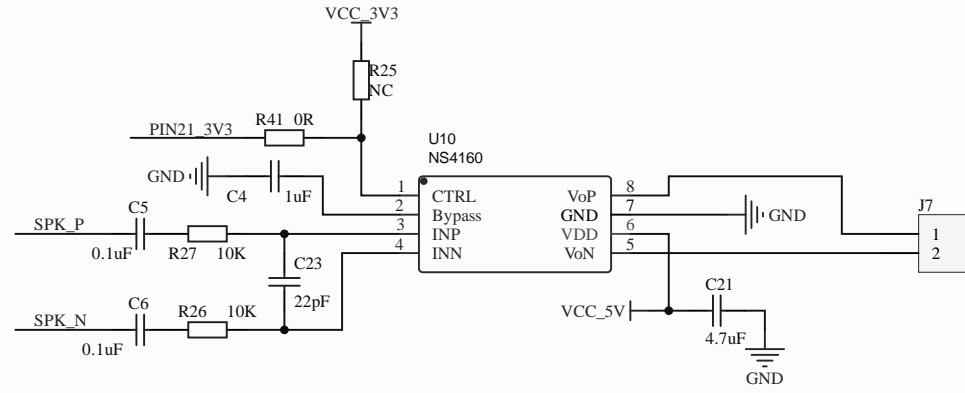 VCC_3V3
R25
NC
PIN21_3V3
R41 0R
U10
NS4160
GND
C4
1uF
1 CTRL
2 Bypass
3 INP
4 INN
VoP 8
GND 7
VDD 6
VoN 5
GND
J7
1
2
SPK_P
C5
0.1uF
R27 10K
C23
22pF
SPK_N
C6
0.1uF
R26 10K
VCC_5V
C21
4.7uF
GND